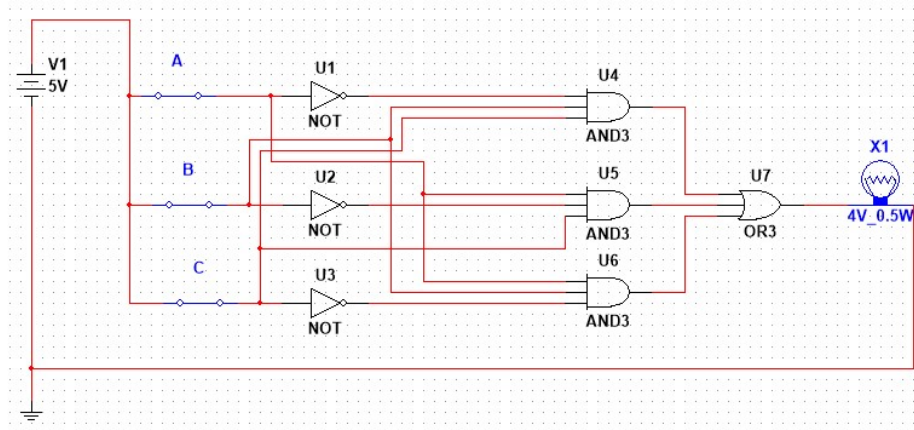 V1
5V
A
U1
NOT
U4
AND3
B
U2
NOT
U5
AND3
U7
OR3
X1
4V_0.5W
C
U3
NOT
U6
AND3